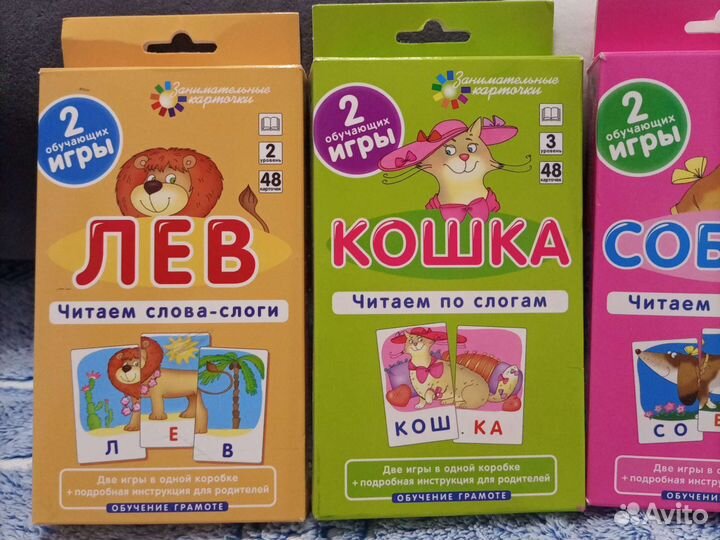 Занимательные
карточки
2
обучающих
игры
2
уровень
48
карточек
ЛЕВ
Читаем слова-слоги
Л Е В
Две игры в одной коробке
+ подробная инструкция для родителей
ОБУЧЕНИЕ ГРАМОТЕ
Занимательные
карточки
2
обучающих
игры
3
уровень
48
карточек
КОШКА
Читаем по слогам
КОШ КА
Две игры в одной коробке
+ подробная инструкция для родителей
ОБУЧЕНИЕ ГРАМОТЕ
2
обучающих
игры
СОБ
Читаем
СО
Две игры в
+ подробная инст
ОБУЧЕНИ
Avito